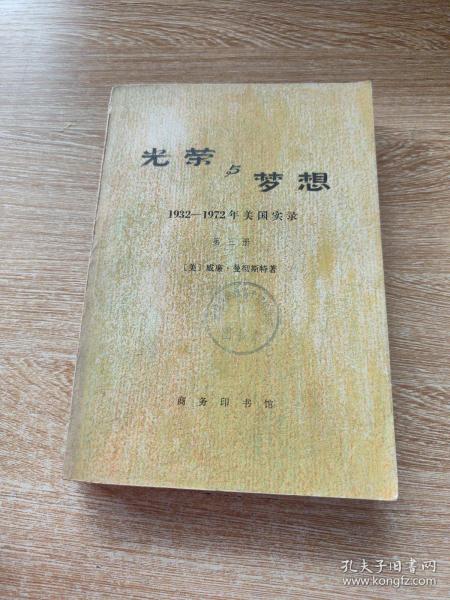 光荣与梦想
1932—1972年美国实录
第三册
〔美〕威廉·曼彻斯特著
商务印书馆
孔夫子旧书网
www.kongfz.com